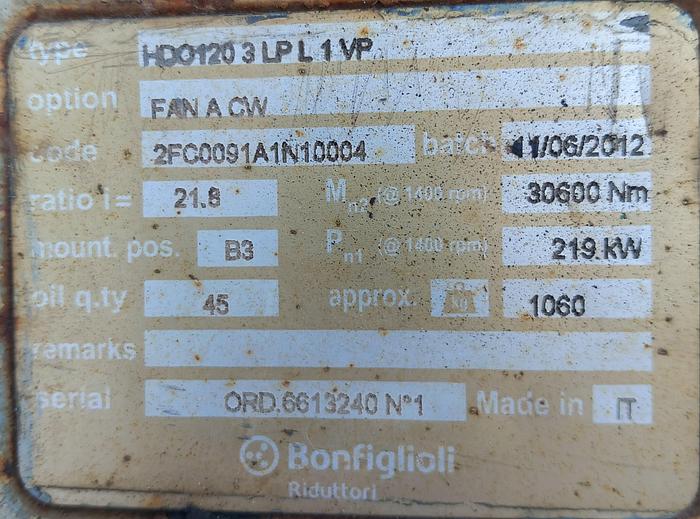 type HDO120 3 LP L 1 VP
option FAN A CW
code 2FC0091A1N10004 batch 11/06/2012
ratio i= 21.8 Mn2 (@ 1400 rpm) 30600 Nm
mount. pos. B3 Pn1 (@ 1400 rpm) 219 KW
oil q.ty 45 approx. kg 1060
remarks
serial ORD.6613240 N°1 Made in IT
Bonfiglioli
Riduttori